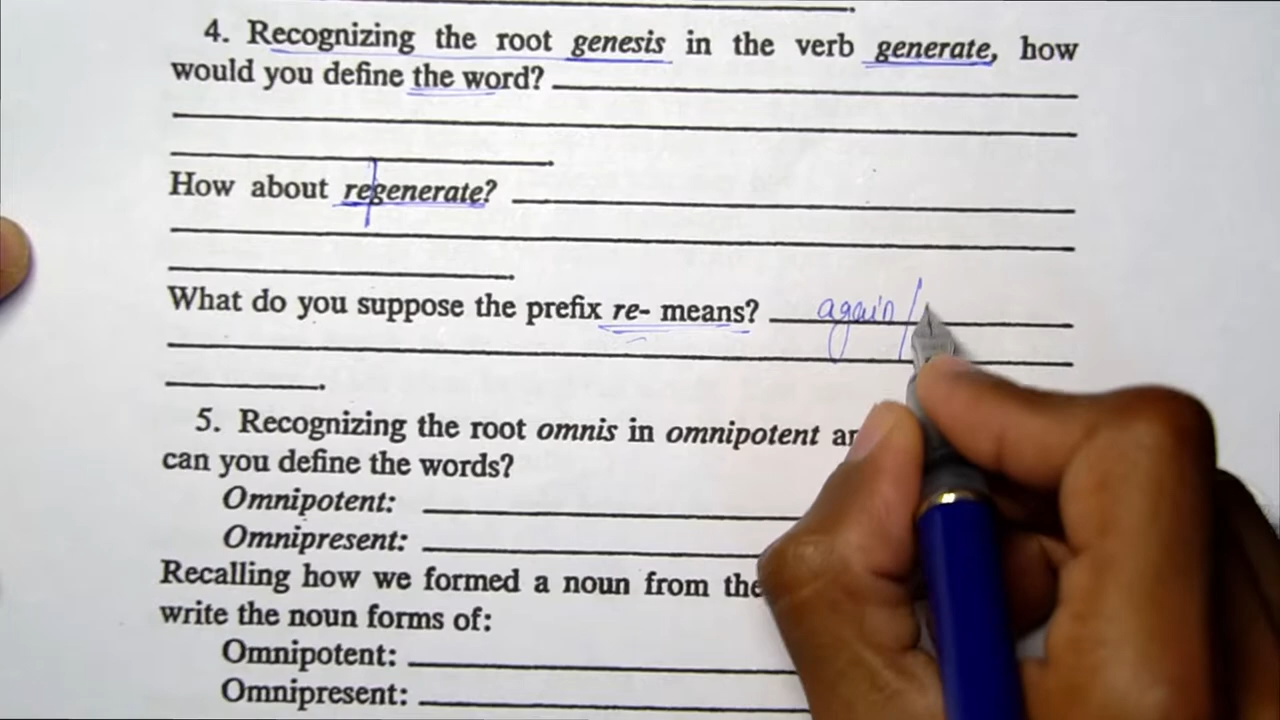 4. Recognizing the root genesis in the verb generate, how
would you define the word?
How about regenerate?
What do you suppose the prefix re- means? again /
5. Recognizing the root omnis in omnipotent
can you define the words?
Omnipotent:
Omnipresent:
Recalling how we formed a noun from the
write the noun forms of:
Omnipotent:
Omnipresent: